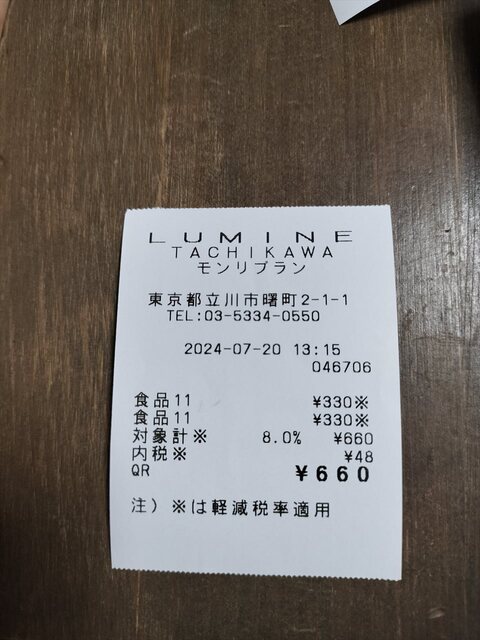 LUMINE
TACHIKAWA
モンリブラン
東京都立川市曙町2-1-1
TEL:03-5334-0550
2024-07-20 13:15
046706
食品11 ¥330※
食品11 ¥330※
対象計※ 8.0% ¥660
内税※ ¥48
QR ¥660
注）※は軽減税率適用